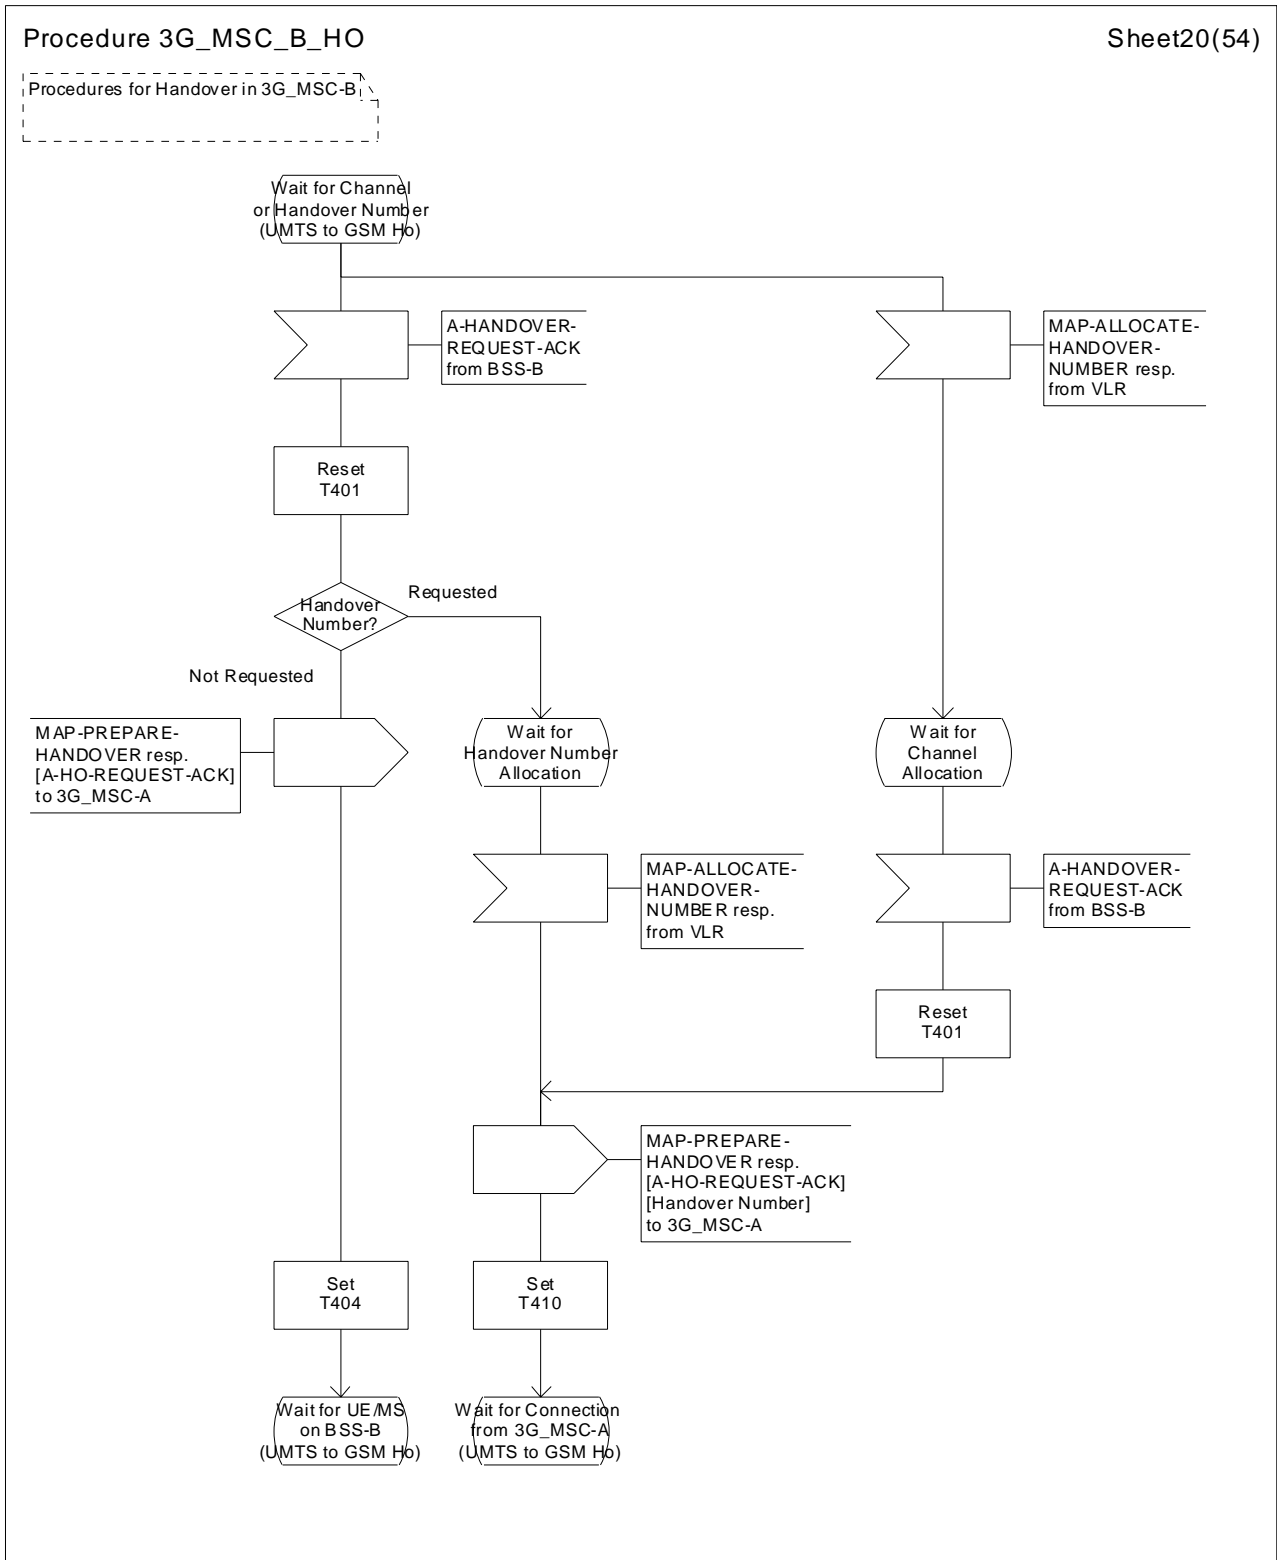 Procedure 3G_MSC_B_HO
Sheet20(54)
Procedures for Handover in 3G_MSC-B
Wait for Channel
or Handover Number
(UMTS to GSM Ho)
A-HANDOVER-
REQUEST-ACK
from BSS-B
MAP-ALLOCATE-
HANDOVER-
NUMBER resp.
from VLR
Reset
T401
Handover
Number?
Requested
Not Requested
MAP-PREPARE-
HANDOVER resp.
[A-HO-REQUEST-ACK]
to 3G_MSC-A
Wait for
Handover Number
Allocation
Wait for
Channel
Allocation
MAP-ALLOCATE-
HANDOVER-
NUMBER resp.
from VLR
A-HANDOVER-
REQUEST-ACK
from BSS-B
Reset
T401
MAP-PREPARE-
HANDOVER resp.
[A-HO-REQUEST-ACK]
[Handover Number]
to 3G_MSC-A
Set
T404
Set
T410
Wait for UE/MS
on BSS-B
(UMTS to GSM Ho)
Wait for Connection
from 3G_MSC-A
(UMTS to GSM Ho)